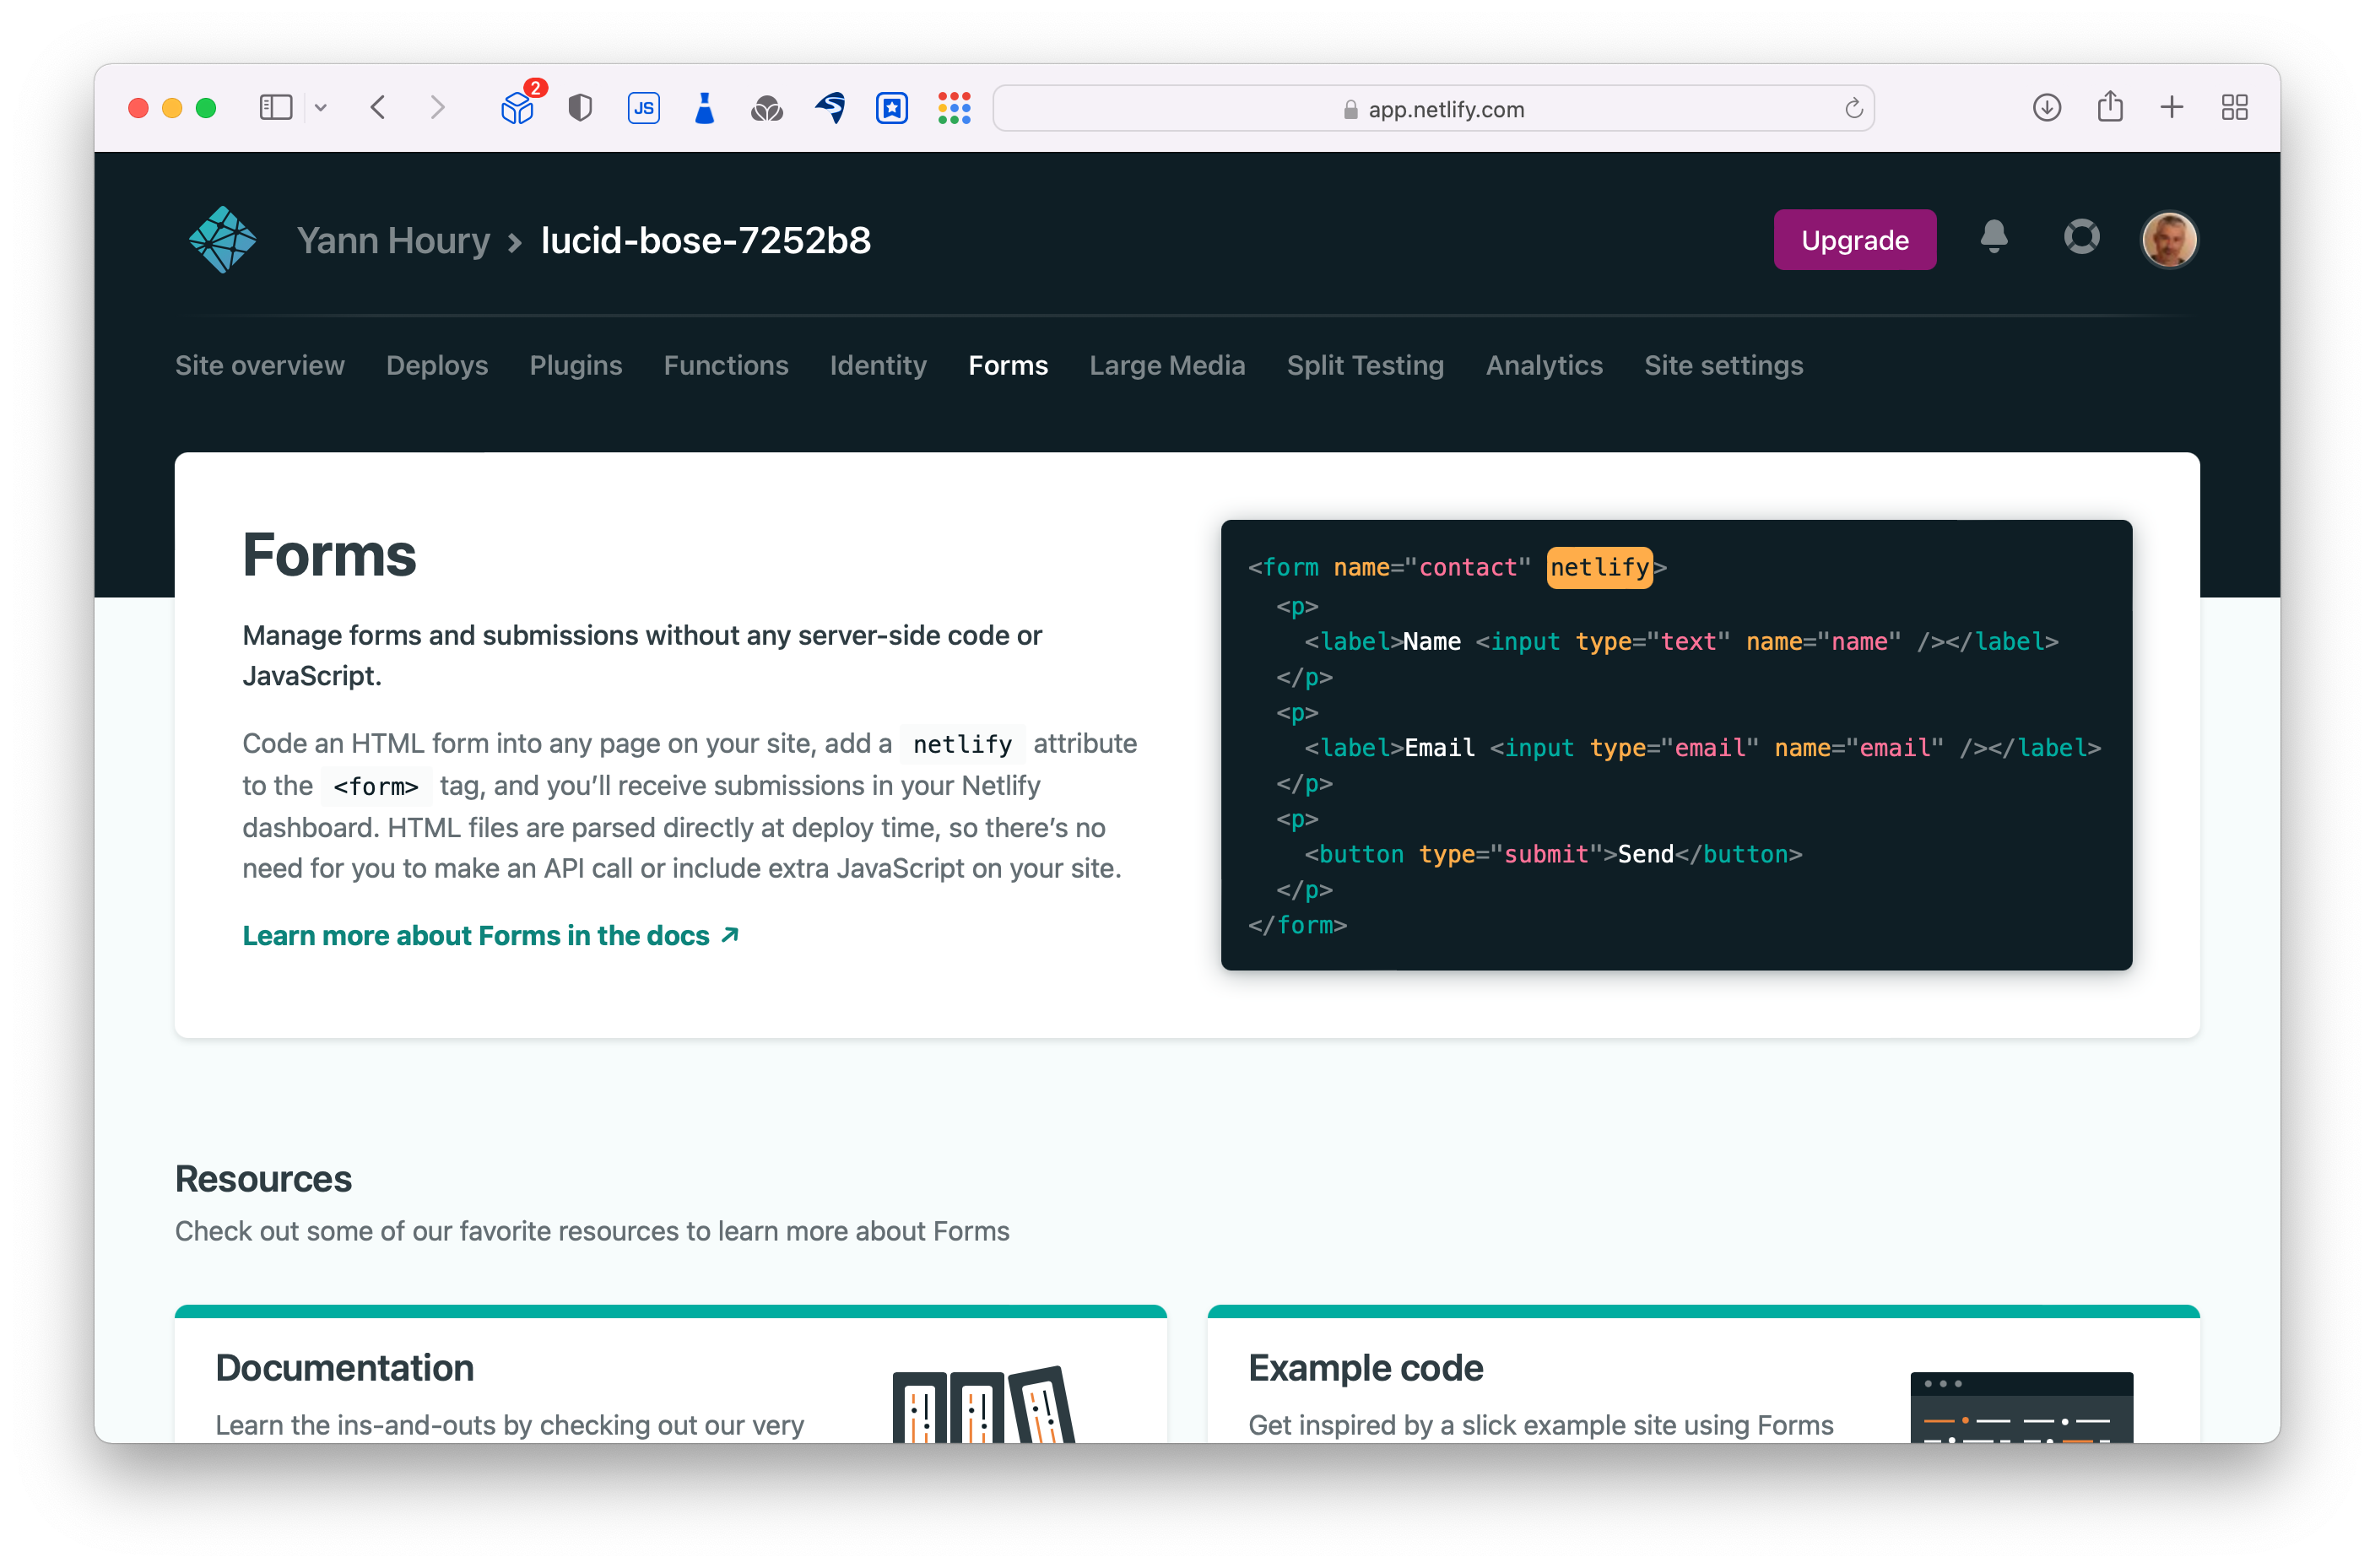 2
JS
app.netlify.com
Yann Houry > lucid-bose-7252b8
Upgrade
Site overview Deploys Plugins Functions Identity Forms Large Media Split Testing Analytics Site settings
Forms
Manage forms and submissions without any server-side code or
JavaScript.
Code an HTML form into any page on your site, add a netlify attribute
to the <form> tag, and you’ll receive submissions in your Netlify
dashboard. HTML files are parsed directly at deploy time, so there’s no
need for you to make an API call or include extra JavaScript on your site.
Learn more about Forms in the docs
<form name="contact" netlify>
<p>
<label>Name <input type="text" name="name" /></label>
</p>
<p>
<label>Email <input type="email" name="email" /></label>
</p>
<p>
<button type="submit">Send</button>
</p>
</form>
Resources
Check out some of our favorite resources to learn more about Forms
Documentation
Learn the ins-and-outs by checking out our very
Example code
Get inspired by a slick example site using Forms